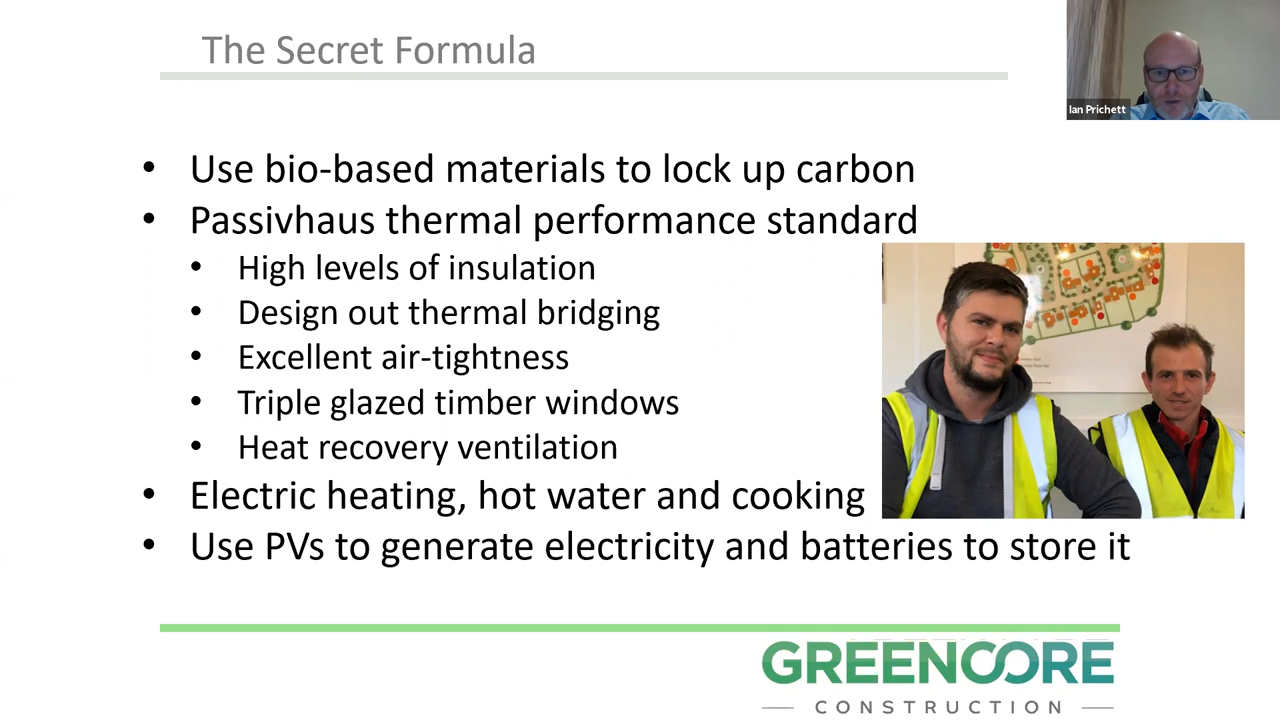 The Secret Formula
Ian Prichett
• Use bio-based materials to lock up carbon
• Passivhaus thermal performance standard
• High levels of insulation
• Design out thermal bridging
• Excellent air-tightness
• Triple glazed timber windows
• Heat recovery ventilation
• Electric heating, hot water and cooking
• Use PVs to generate electricity and batteries to store it
GREENCORE
CONSTRUCTION